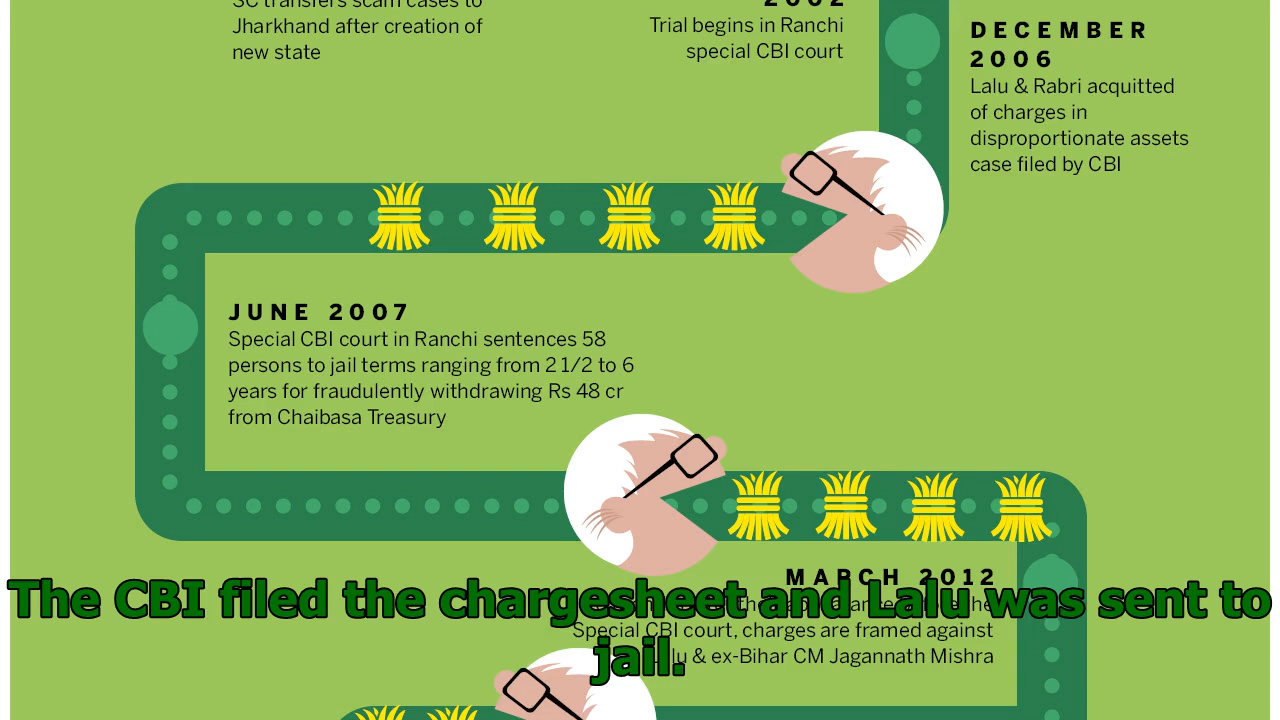 SC transfers scam cases to
Jharkhand after creation of
new state
2002
Trial begins in Ranchi
special CBI court
DECEMBER
2006
Lalu & Rabri acquitted
of charges in
disproportionate assets
case filed by CBI
JUNE 2007
Special CBI court in Ranchi sentences 58
persons to jail terms ranging from 2 1/2 to 6
years for fraudulently withdrawing Rs 48 cr
from Chaibasa Treasury
MARCH 2012
the
Special CBI court, charges are framed against
& ex-Bihar CM Jagannath Mishra
The CBI filed the chargesheet and Lalu was sent to
jail.